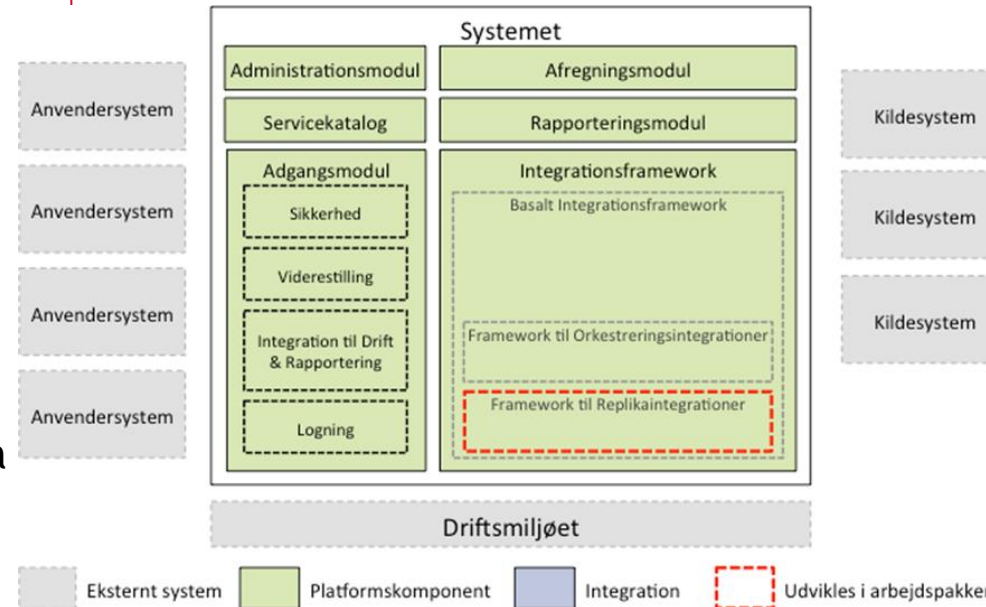 Systemet
Administrationsmodul
Afregningsmodul
Servicekatalog
Rapporteringsmodul
Adgangsmodul
Sikkerhed
Viderestilling
Integration til Drift
& Rapportering
Logning
Integrationsframework
Basalt Integrationsframework
Framework til Orkestreringsintegrationer
Framework til Replikaintegrationer
Anvendersystem
Anvendersystem
Anvendersystem
Anvendersystem
Kildesystem
Kildesystem
Kildesystem
Driftsmiljøet
Eksternt system
Platformskomponent
Integration
Udvikles i arbejdspakker